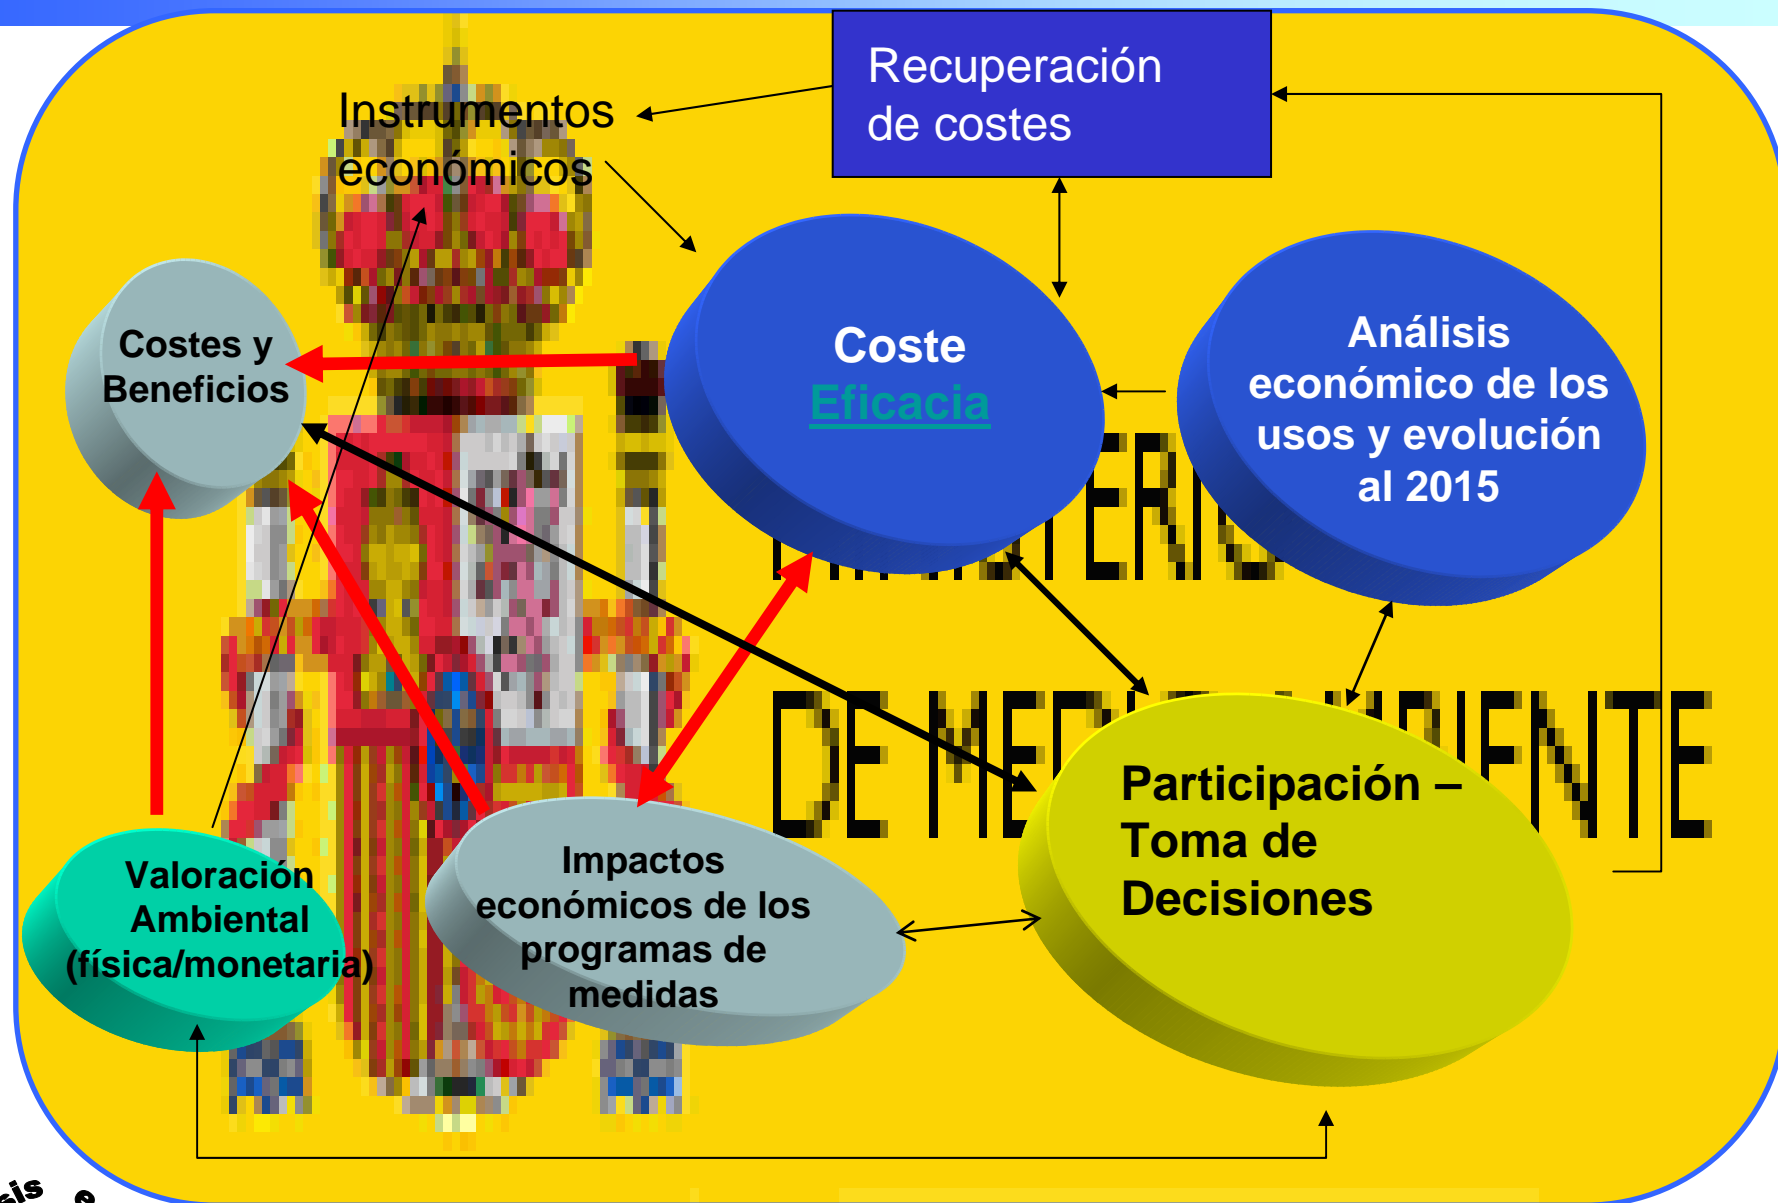 Recuperación
de costes
Instrumentos
económicos
Costes y
Beneficios
Coste
Eficacia
Análisis
económico de los
usos y evolución
al 2015
Participación –
Toma de
Decisiones
Valoración
Ambiental
(física/monetaria)
Impactos
económicos de los
programas de
medidas
DE